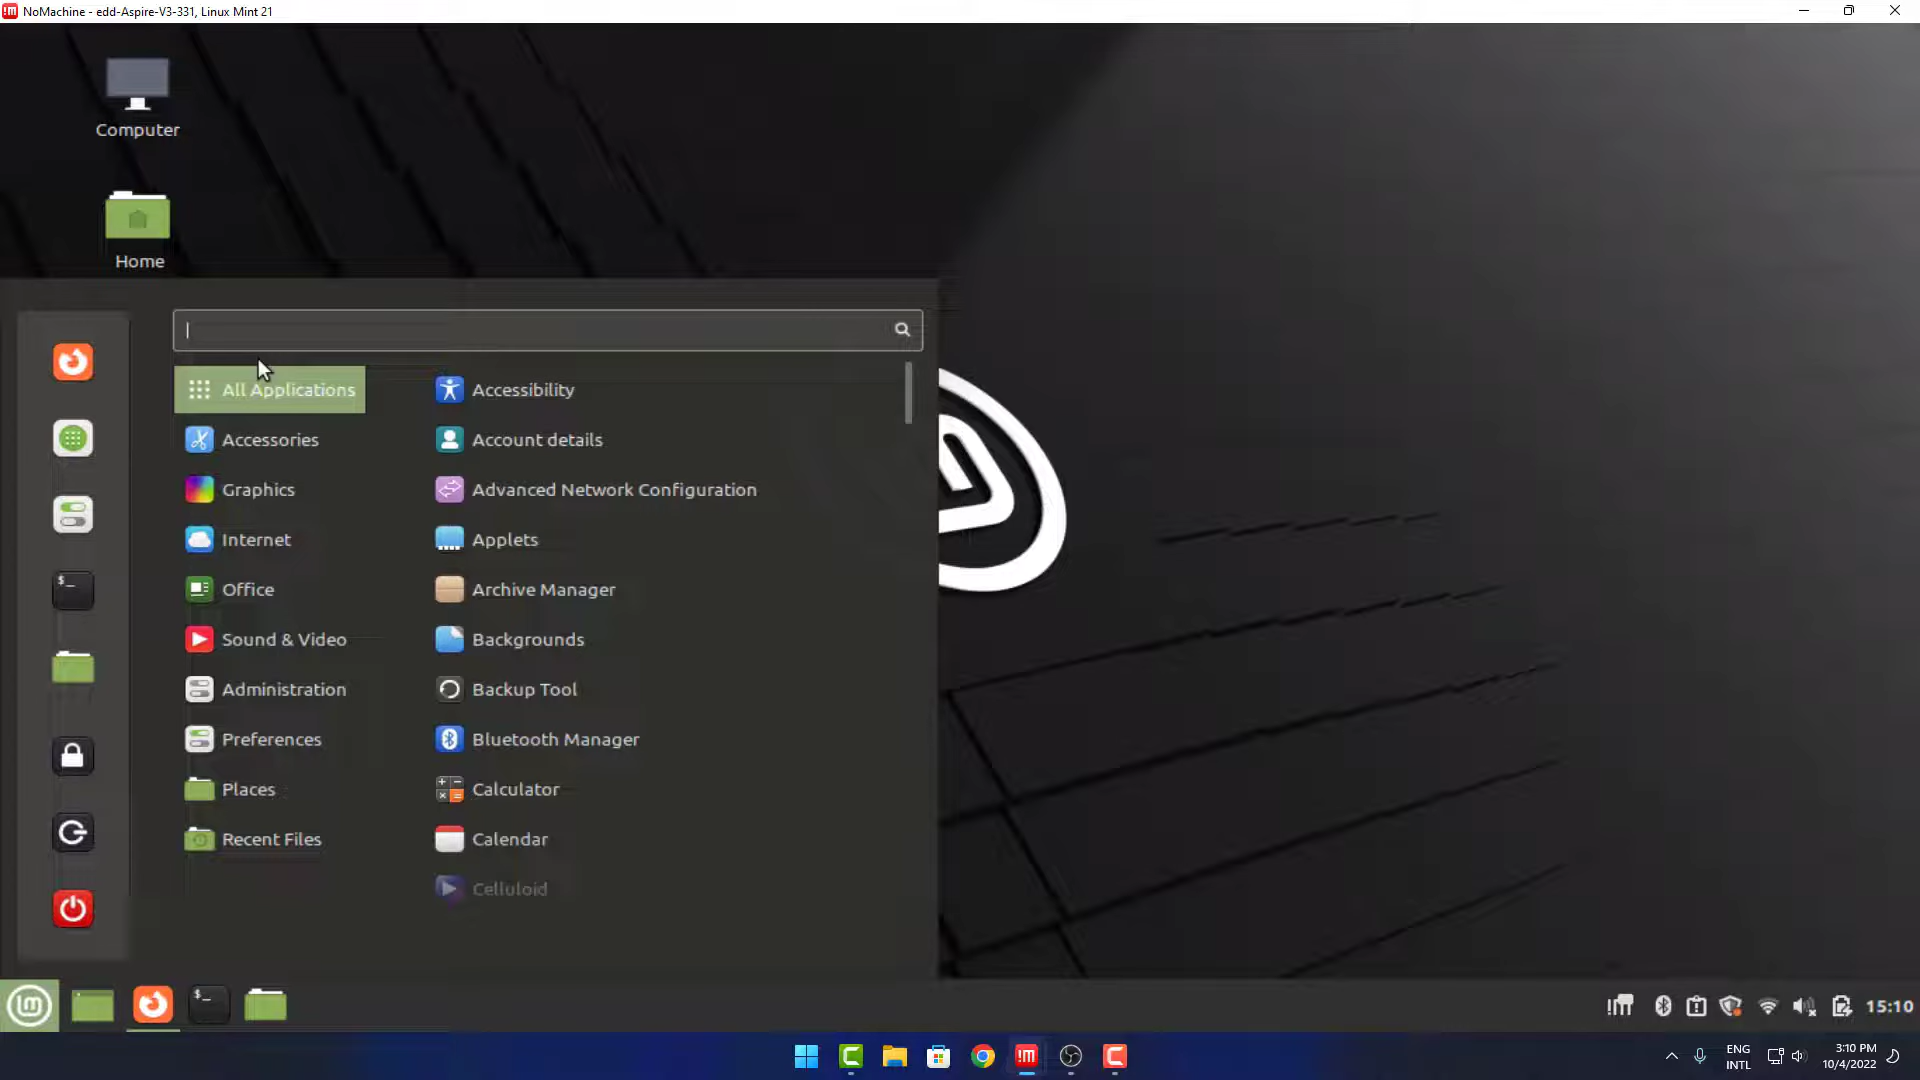 NoMachine - edd-Aspire-V3-331, Linux Mint 21
Computer
Home
All Applications
Accessories
Graphics
Internet
Office
Sound & Video
Administration
Preferences
Places
Recent Files
Accessibility
Account details
Advanced Network Configuration
Applets
Archive Manager
Backgrounds
Backup Tool
Bluetooth Manager
Calculator
Calendar
Celluloid
15:10
ENG
INTL
3:10 PM
10/4/2022